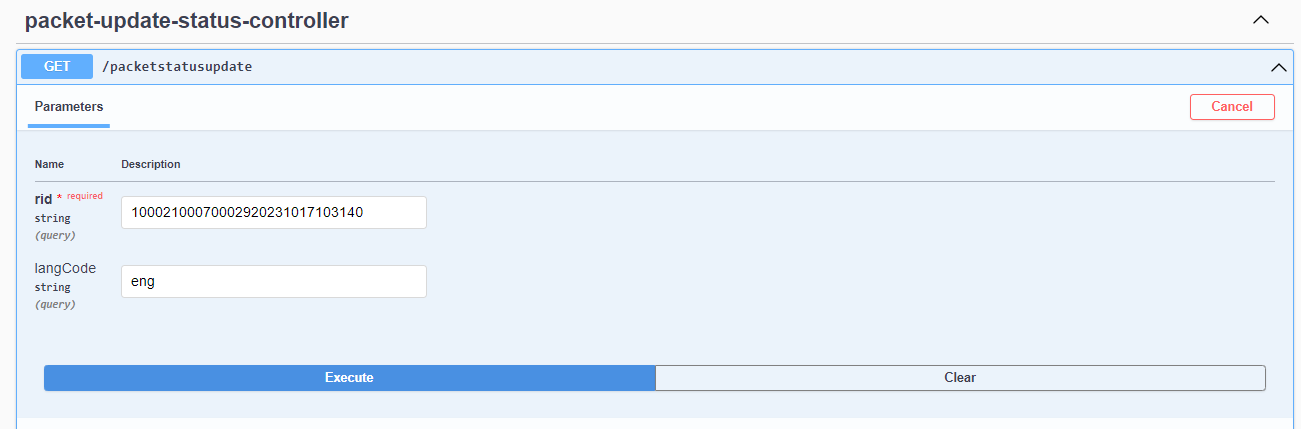 packet-update-status-controller
GET /packetstatusupdate
Parameters
Cancel
Name Description
rid * required
string
(query)
10002100070002920231017103140
langCode
string
(query)
eng
Execute
Clear